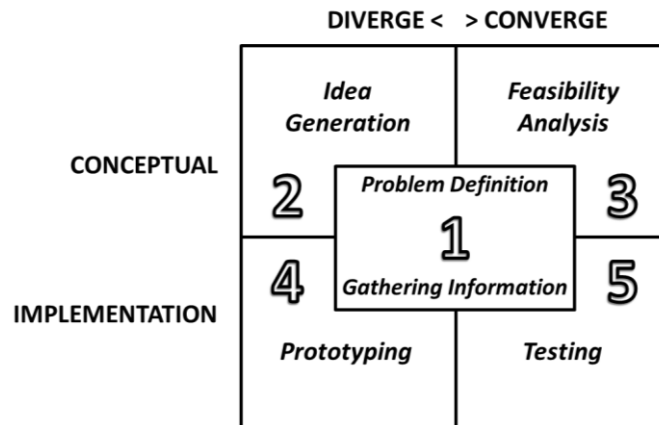 DIVERGE < > CONVERGE
Idea
Generation
Feasibility
Analysis
CONCEPTUAL
2
Problem Definition
3
1
4
Gathering Information
5
IMPLEMENTATION
Prototyping
Testing